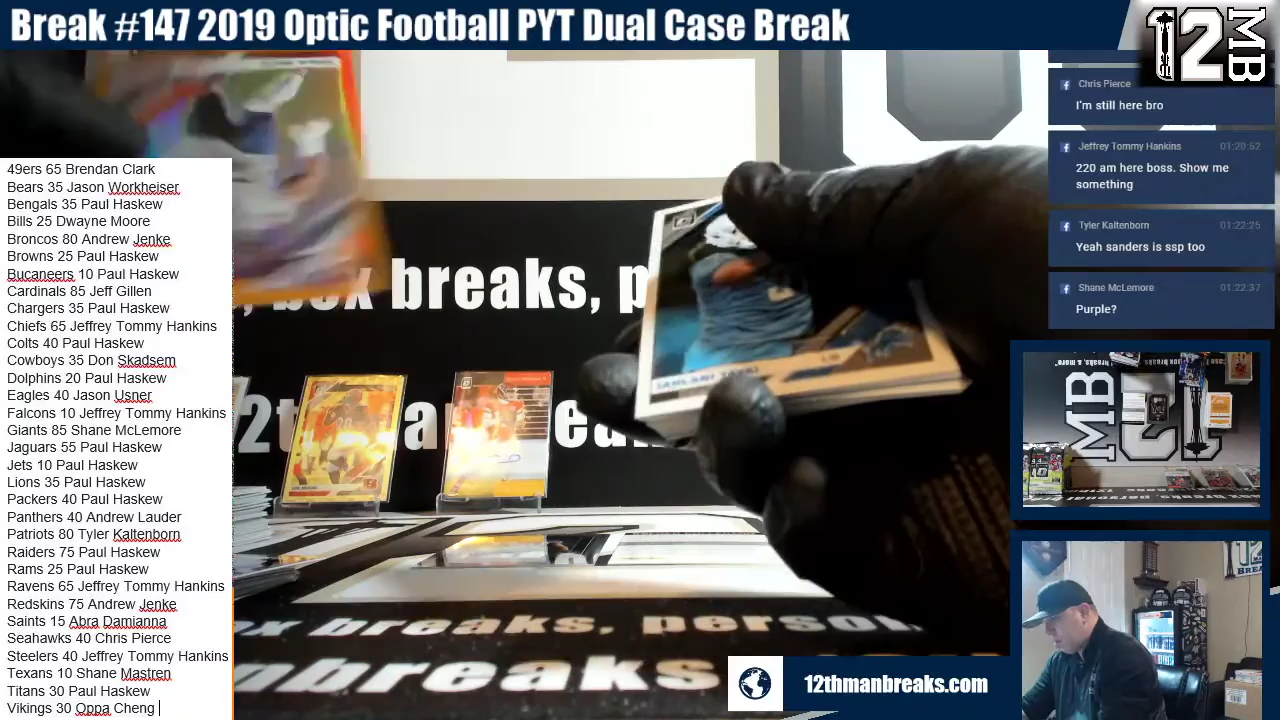 Break #147 2019 Optic Football PYT Dual Case Break
12
MB
Chris Pierce
I'm still here bro
Jeffrey Tommy Hankins 01:20:52
220 am here boss. Show me
something
Tyler Kaltenborn 01:22:25
Yeah sanders is ssp too
Shane McLemore 01:22:37
Purple?
49ers 65 Brendan Clark
Bears 35 Jason Workheiser
Bengals 35 Paul Haskew
Bills 25 Dwayne Moore
Broncos 80 Andrew Jenke
Browns 25 Paul Haskew
Bucaneers 10 Paul Haskew
Cardinals 85 Jeff Gillen
Chargers 35 Paul Haskew
Chiefs 65 Jeffrey Tommy Hankins
Colts 40 Paul Haskew
Cowboys 35 Don Skadsem
Dolphins 20 Paul Haskew
Eagles 40 Jason Usner
Falcons 10 Jeffrey Tommy Hankins
Giants 85 Shane McLemore
Jaguars 55 Paul Haskew
Jets 10 Paul Haskew
Lions 35 Paul Haskew
Packers 40 Paul Haskew
Panthers 40 Andrew Lauder
Patriots 80 Tyler Kaltenborn
Raiders 75 Paul Haskew
Rams 25 Paul Haskew
Ravens 65 Jeffrey Tommy Hankins
Redskins 75 Andrew Jenke
Saints 15 Abra Damianna
Seahawks 40 Chris Pierce
Steelers 40 Jeffrey Tommy Hankins
Texans 10 Shane Mastren
Titans 30 Paul Haskew
Vikings 30 Oppa Cheng
, box breaks, p
box breaks, person
nbreaks
12thmanbreaks.com
MB
12